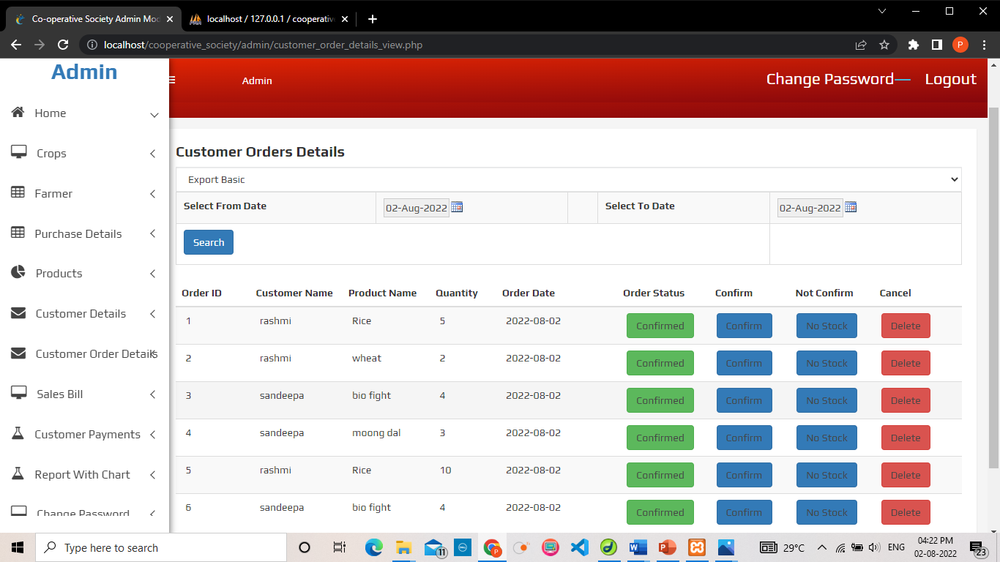 Co-operative Society Admin Mod
localhost / 127.0.0.1 / cooperativ
localhost/cooperative_society/admin/customer_order_details_view.php
P
Admin
Admin
Change Password
Logout
Home
Crops
Farmer
Purchase Details
Products
Customer Details
Customer Order Details
Sales Bill
Customer Payments
Report With Chart
Change Password
Customer Orders Details
Export Basic
Select From Date 02-Aug-2022 Select To Date 02-Aug-2022
Search
Order ID Customer Name Product Name Quantity Order Date Order Status Confirm Not Confirm Cancel
1 rashmi Rice 5 2022-08-02 Confirmed Confirm No Stock Delete
2 rashmi wheat 2 2022-08-02 Confirmed Confirm No Stock Delete
3 sandeepa bio fight 4 2022-08-02 Confirmed Confirm No Stock Delete
4 sandeepa moong dal 3 2022-08-02 Confirmed Confirm No Stock Delete
5 rashmi Rice 10 2022-08-02 Confirmed Confirm No Stock Delete
6 sandeepa bio fight 4 2022-08-02 Confirmed Confirm No Stock Delete
Type here to search
11
P
29°C
ENG
04:22 PM
02-08-2022
23